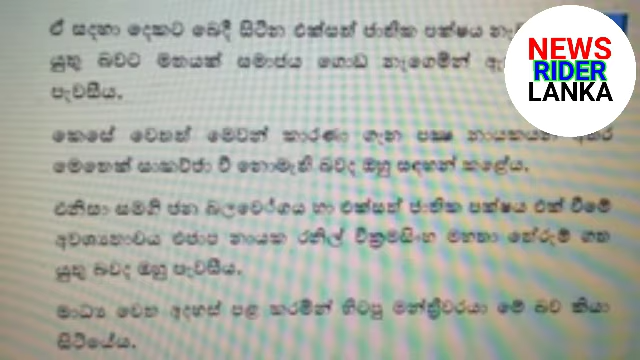 ඒ සදහා දෙකට බෙදී සිටින එක්සත් ජාතික පක්ෂය
යුතු බවට මතයක් සමාජය ගොඩ නැගෙමින්
පැවසීය.
කෙසේ වෙතත් මෙවන් කාරණා ගැන පක්ෂ නායකයන් අතර
මෙතෙක් සාකච්ඡා වී නොමැති බවද ඔහු සඳහන් කළේය.
එනිසා සමගි ජන බලවේගය හා එක්සත් ජාතික පක්ෂය එක් වීමේ
අවශ්‍යතාවය එජාප නායක රනිල් වික්‍රමසිංහ මහතා තේරුම් ගත
යුතු බවද ඔහු පැවසීය.
මාධ්‍ය වෙත අදහස් පළ කරමින් හිටපු මන්ත්‍රීවරයා මේ බව කියා
සිටියේය.
NEWS
RIDER
LANKA